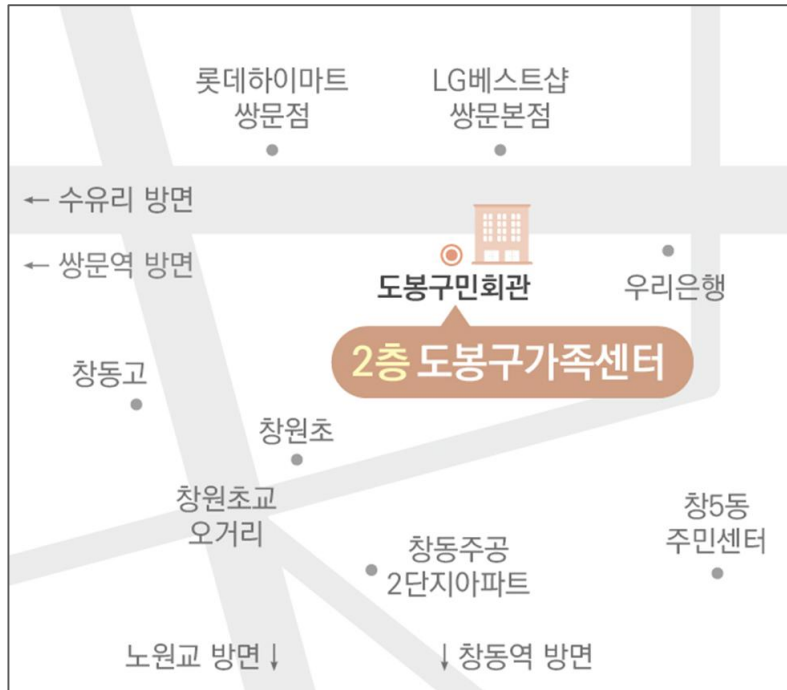 롯데하이마트
쌍문점
LG베스트샵
쌍문본점
← 수유리 방면
← 쌍문역 방면
도봉구민회관
우리은행
2층 도봉구가족센터
창동고
창원초
창원초교
오거리
창5동
주민센터
창동주공
2단지아파트
노원교 방면 ↓
↓ 창동역 방면